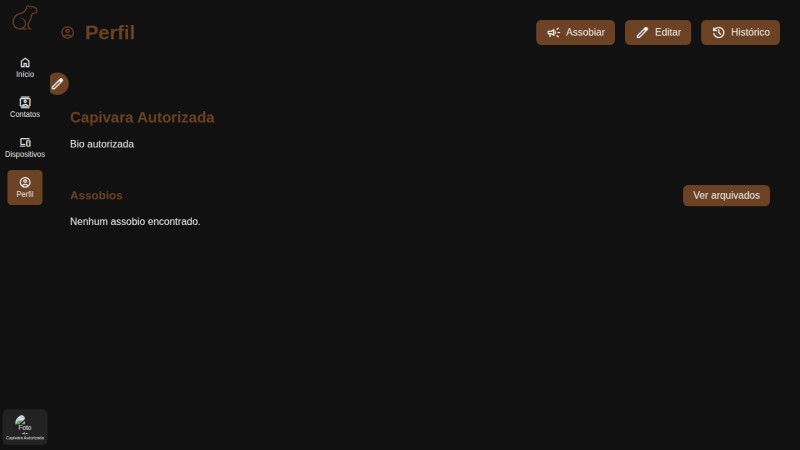 Perfil
Assobiar
Editar
Histórico
Início
Contatos
Dispositivos
Perfil
Capivara Autorizada
Bio autorizada
Assobios
Ver arquivados
Nenhum assobio encontrado.
Foto
de
Capivara Autorizada